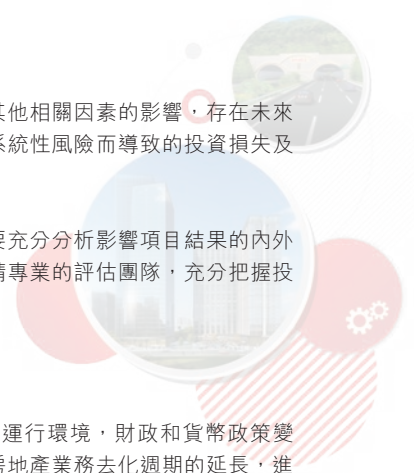 其他相關因素的影響，存在未來
系統性風險而導致的投資損失及
要充分分析影響項目結果的內外
請專業的評估團隊，充分把握投
運行環境，財政和貨幣政策變
房地產業務去化週期的延長，進